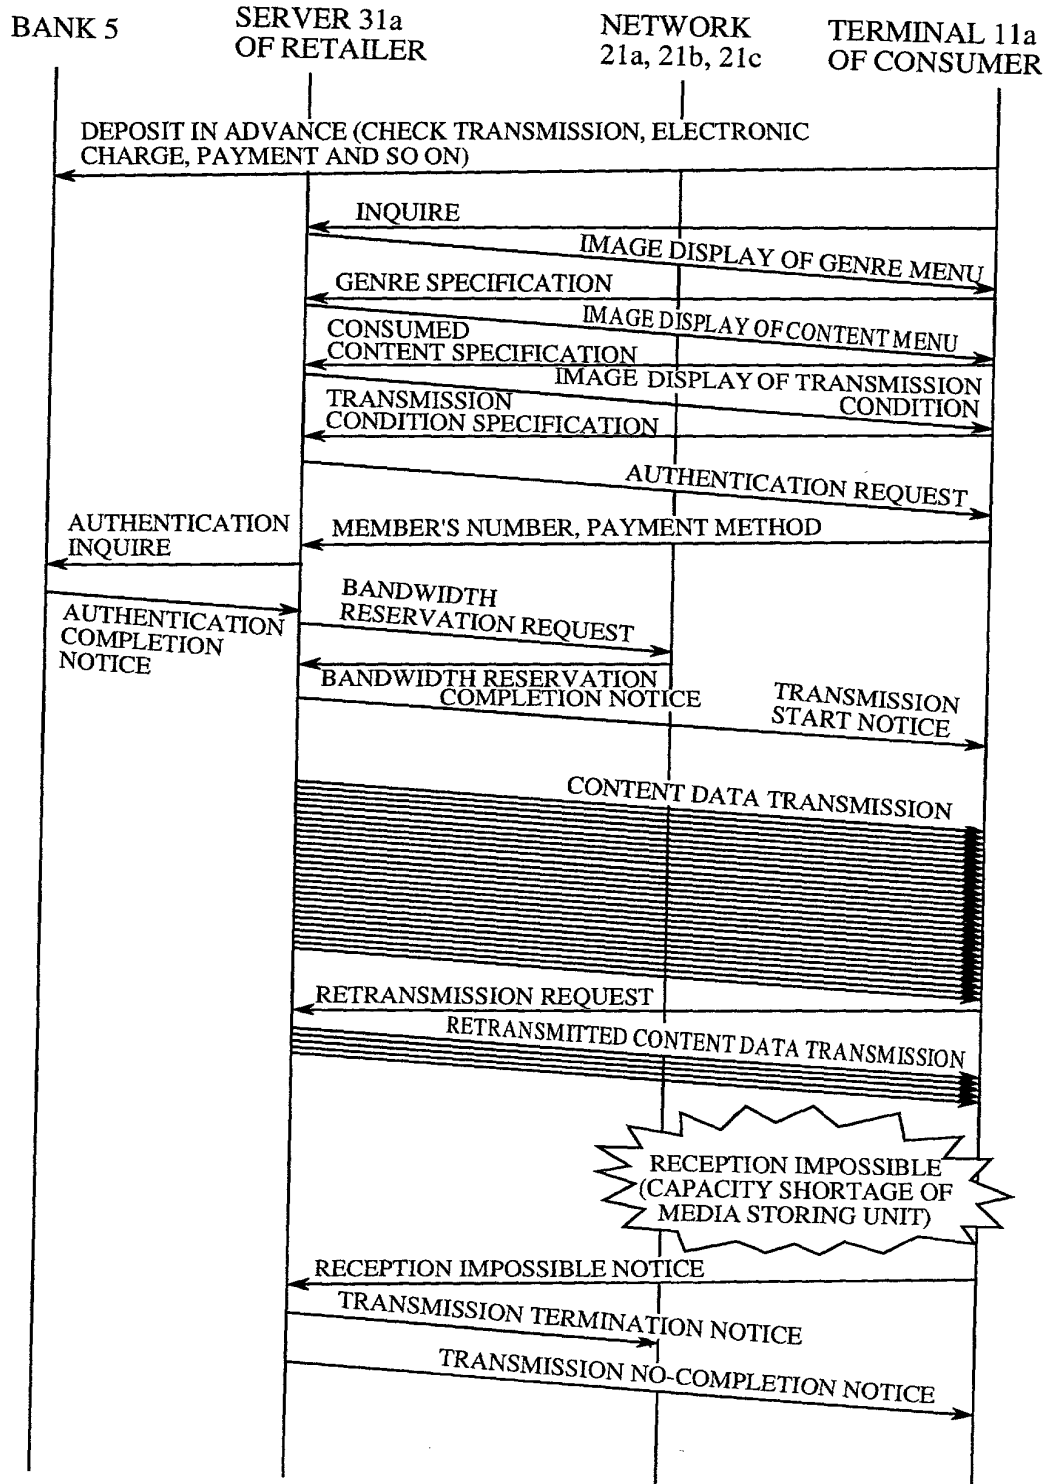 BANK 5
SERVER 31a
OF RETAILER
NETWORK
21a, 21b, 21c
TERMINAL 11a
OF CONSUMER
DEPOSIT IN ADVANCE (CHECK TRANSMISSION, ELECTRONIC
CHARGE, PAYMENT AND SO ON)
INQUIRE
IMAGE DISPLAY OF GENRE MENU
GENRE SPECIFICATION
IMAGE DISPLAY OF CONTENT MENU
CONSUMED
CONTENT SPECIFICATION
IMAGE DISPLAY OF TRANSMISSION
CONDITION
TRANSMISSION
CONDITION SPECIFICATION
AUTHENTICATION REQUEST
MEMBER'S NUMBER, PAYMENT METHOD
AUTHENTICATION
INQUIRE
BANDWIDTH
RESERVATION REQUEST
AUTHENTICATION
COMPLETION
NOTICE
BANDWIDTH RESERVATION
COMPLETION NOTICE
TRANSMISSION
START NOTICE
CONTENT DATA TRANSMISSION
RETRANSMISSION REQUEST
RETRANSMITTED CONTENT DATA TRANSMISSION
RECEPTION IMPOSSIBLE
(CAPACITY SHORTAGE OF
MEDIA STORING UNIT)
RECEPTION IMPOSSIBLE NOTICE
TRANSMISSION TERMINATION NOTICE
TRANSMISSION NO-COMPLETION NOTICE